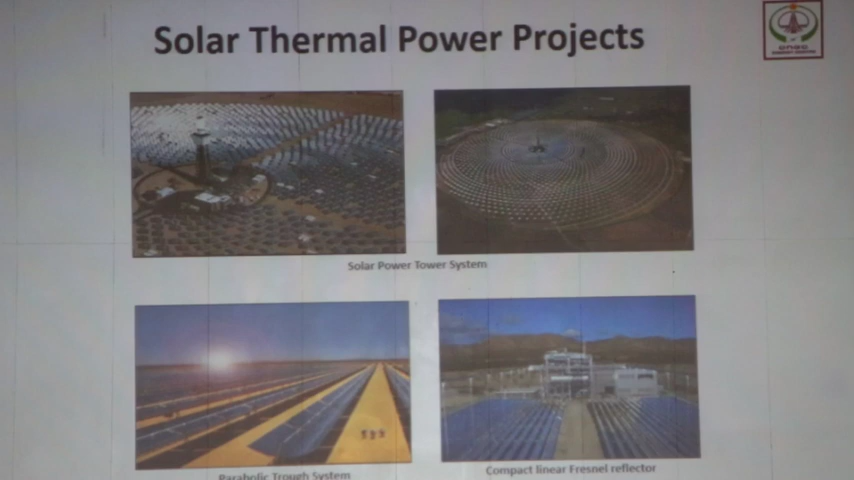 Solar Thermal Power Projects
Solar Power Tower System
Parabolic Trough System
Compact linear Fresnel reflector